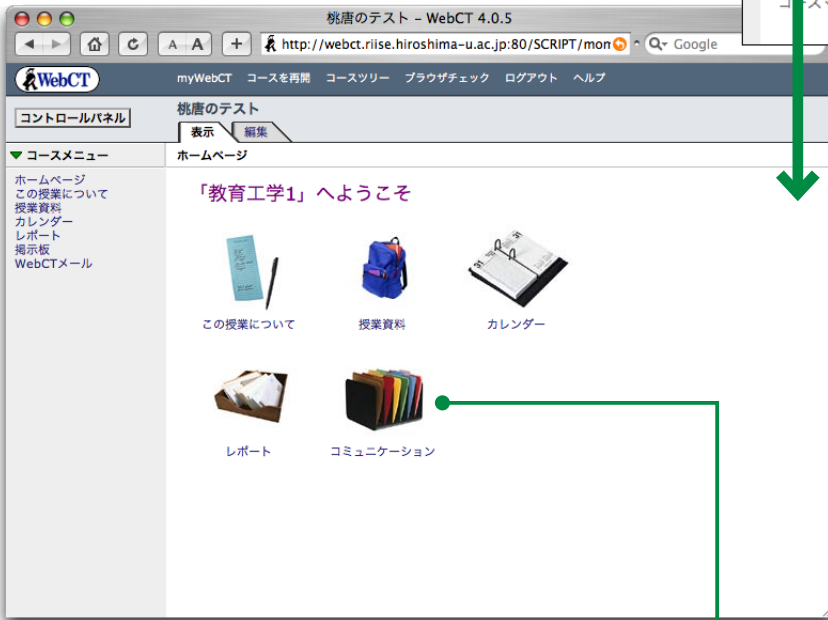 桃唐のテスト – WebCT 4.0.5
コースマ
A A + http://webct.riise.hiroshima-u.ac.jp:80/SCRIPT/mom Google
WebCT myWebCT コースを再開 コースツリー ブラウザチェック ログアウト ヘルプ
コントロールパネル
桃唐のテスト
表示 編集
コースメニュー
ホームページ
ホームページ
この授業について
授業資料
カレンダー
レポート
掲示板
WebCTメール
「教育工学1」へようこそ
この授業について 授業資料 カレンダー
レポート コミュニケーション